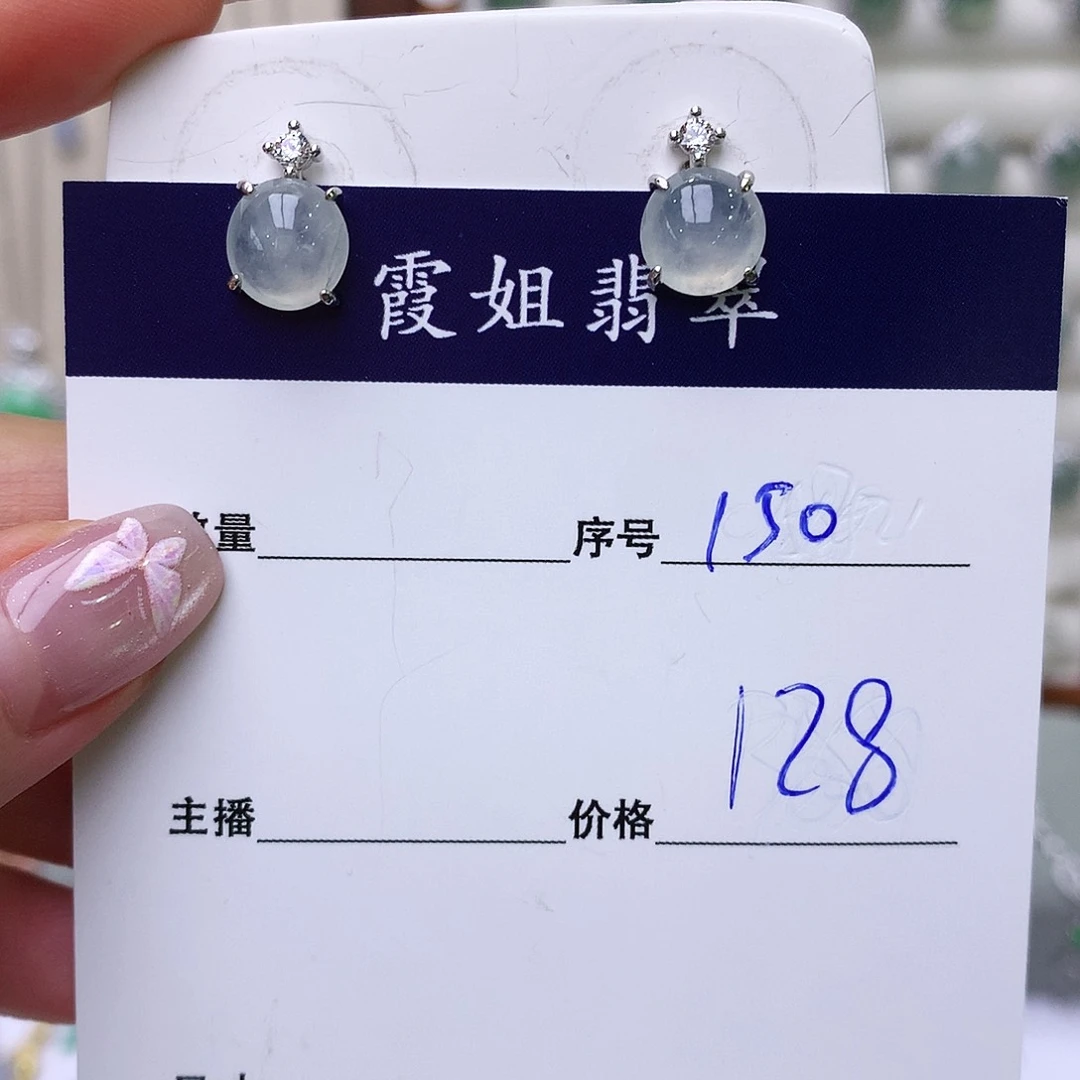 霞姐翡翠
量 序号 150
128
主播 价格